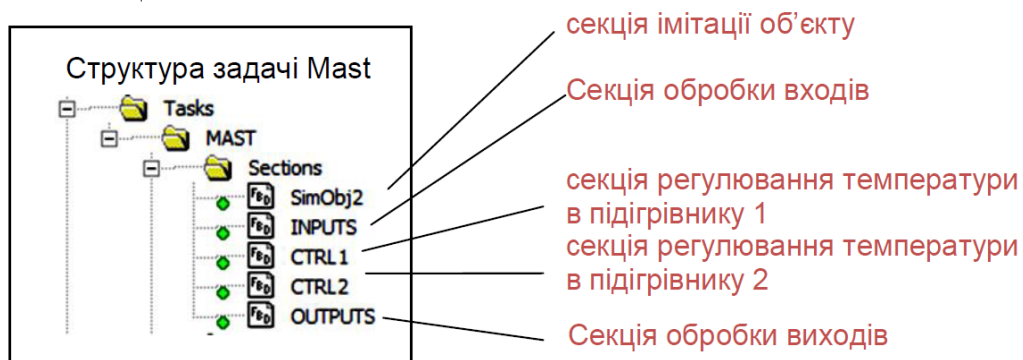 Структура задачі Mast
Tasks
MAST
Sections
SimObj2
INPUTS
CTRL1
CTRL2
OUTPUTS
секція імітації об’єкту
Секція обробки входів
секція регулювання температури
в підігрівнику 1
секція регулювання температури
в підігрівнику 2
Секція обробки виходів